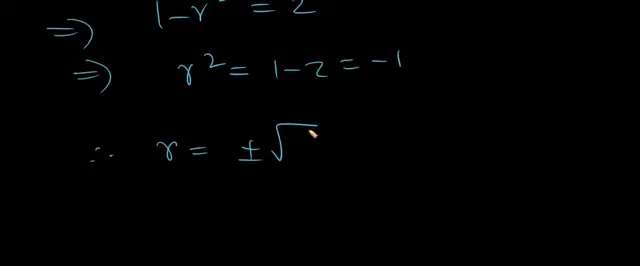 ⇒ 1 - r² = 2
⇒ r² = 1 - 2 = -1
∴ r = ±√